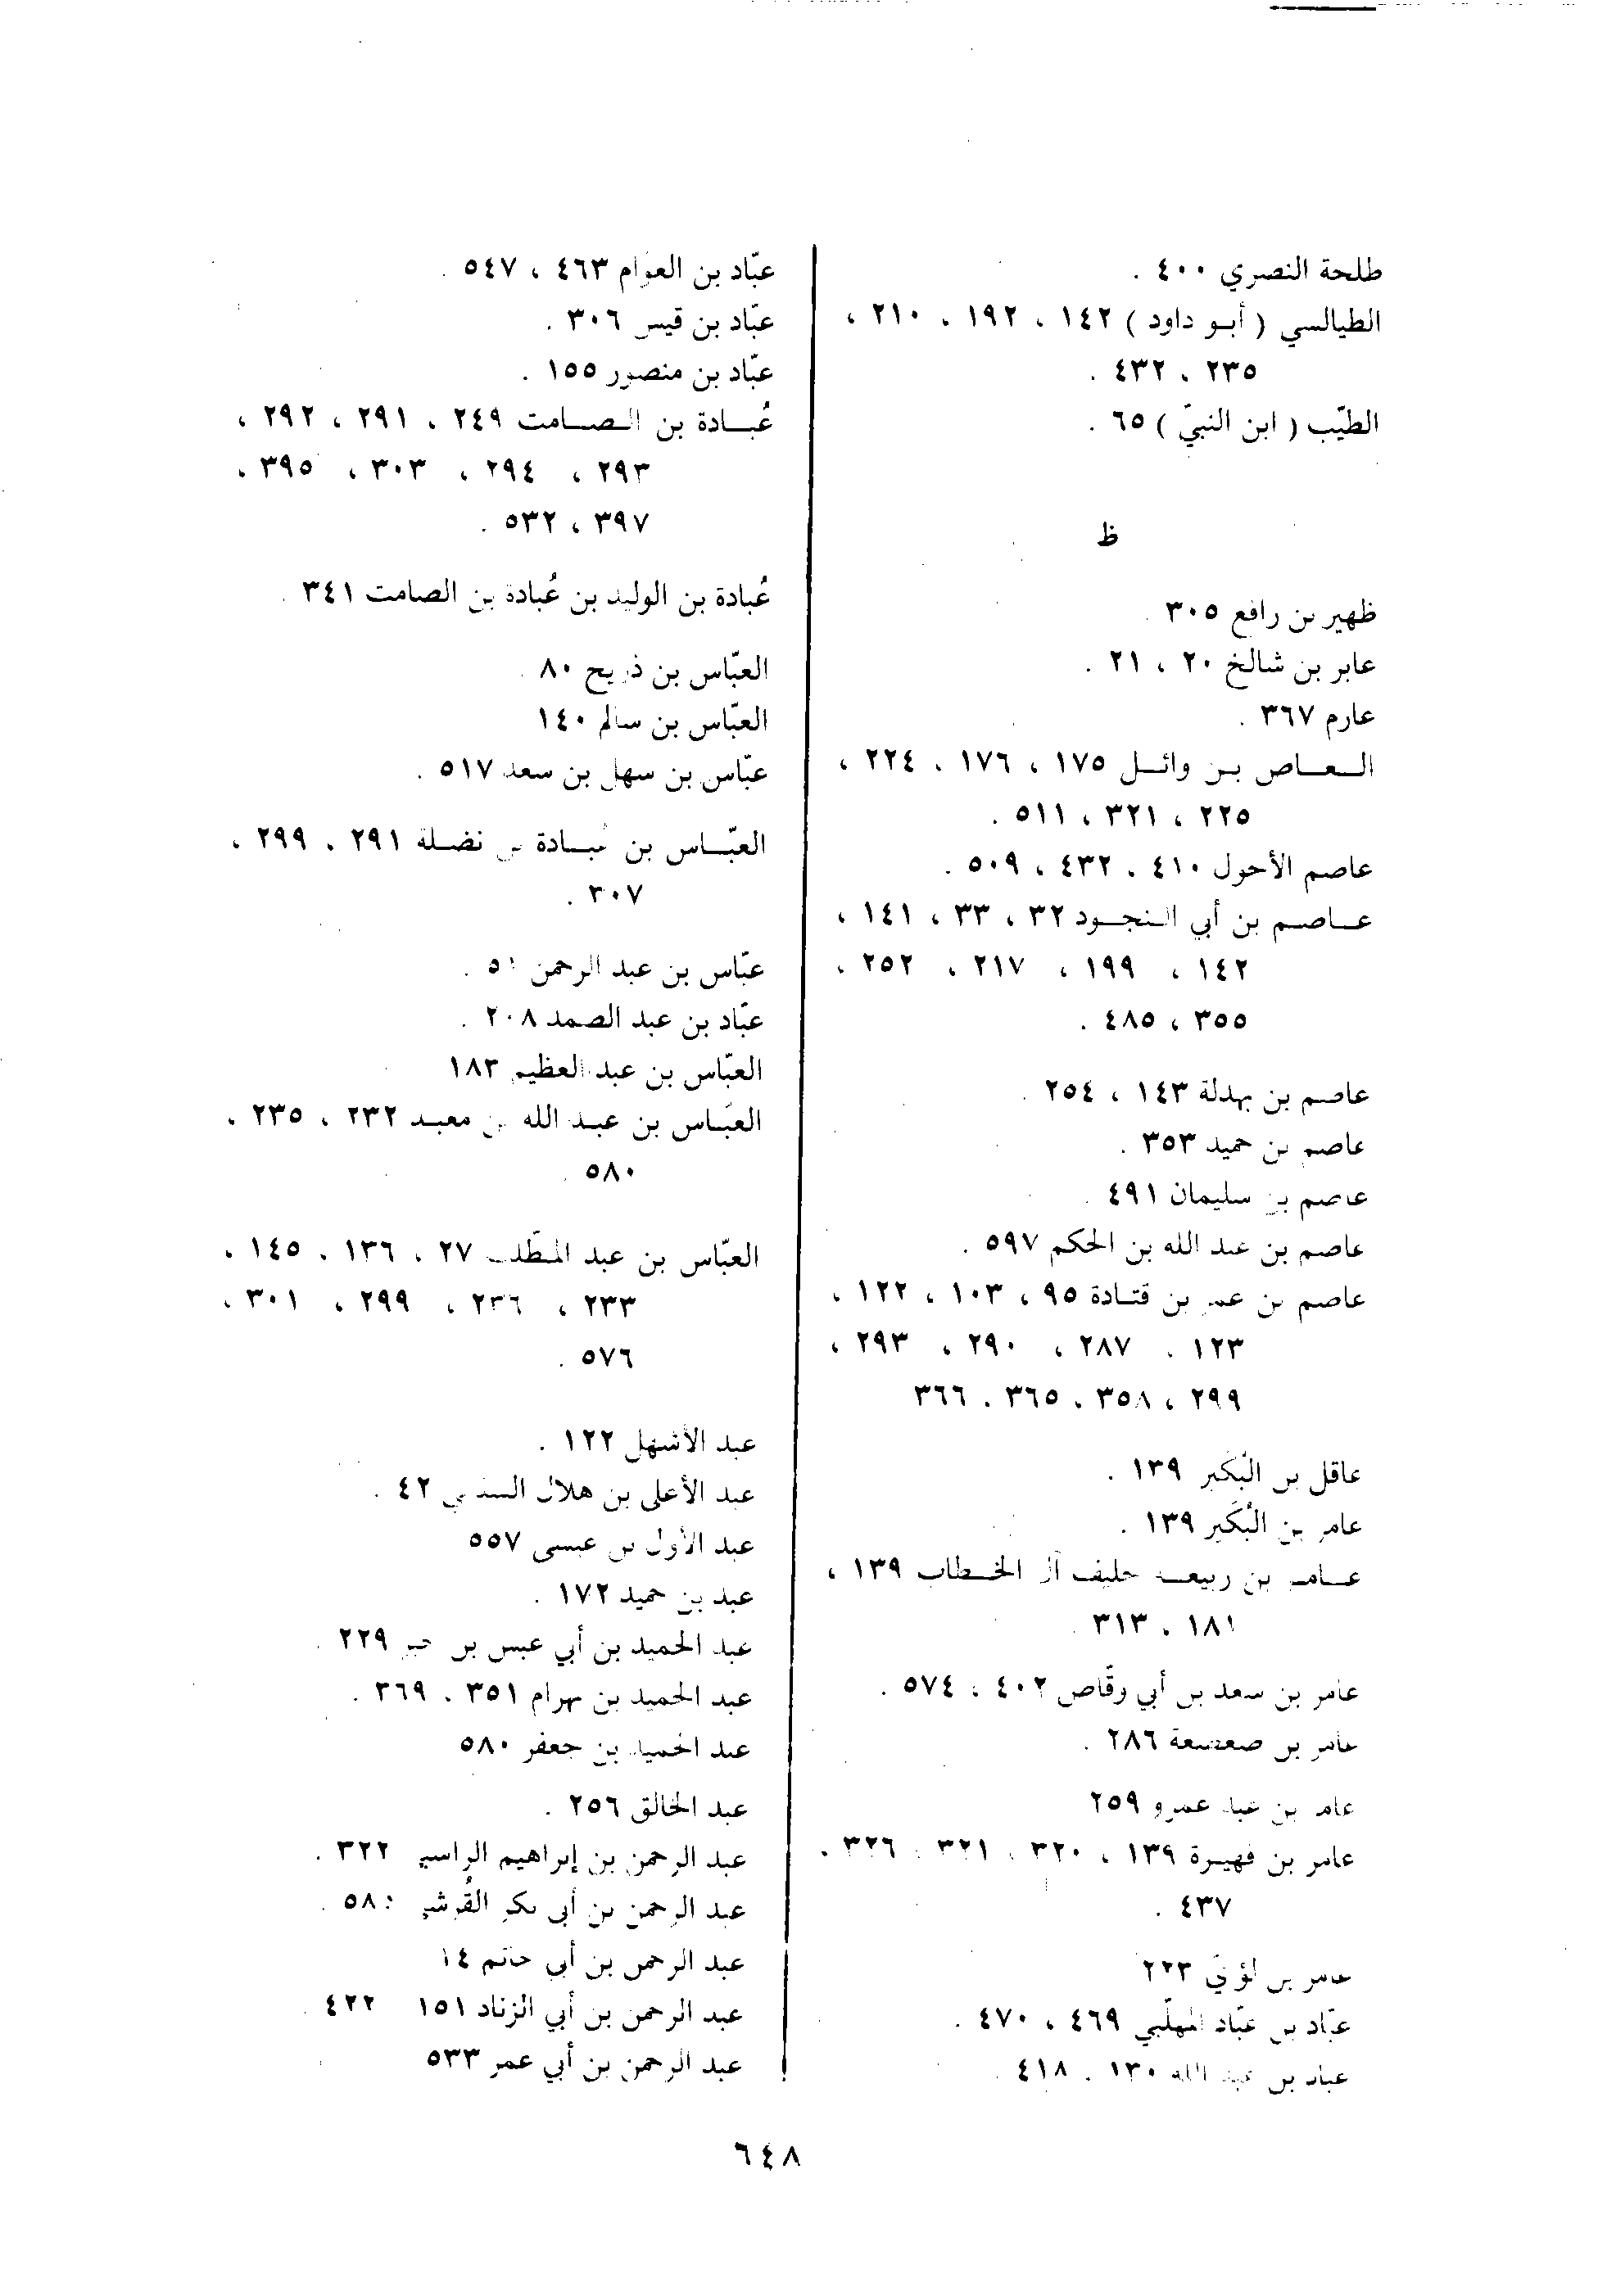 طلحة النصري ٤٠٠ .
الطيالسي ( أبـو داود ) ١٤٢ ، ١٩٢ ، ٢١٠ ،
٢٣٥ ، ٤٣٢ .
الطيّب ( ابن النبيّ ) ٦٥ .
ظ
ظهير بن رافع ٣٠٥ .
عابر بن شالخ ٢٠ ، ٢١ .
عارم ٣٦٧ .
العاص بن وائل ١٧٥ ، ١٧٦ ، ٢٢٤ ،
٢٢٥ ، ٣٢١ ، ٥١١ .
عاصم الأحول ٤١٠ ، ٤٣٢ ، ٥٠٩ .
عاصم بن أبي النجود ٣٢ ، ٣٣ ، ١٤١ ،
١٤٢ ، ١٩٩ ، ٢١٧ ، ٢٥٢ ،
٣٥٥ ، ٤٨٥ .
عاصم بن بهدلة ١٤٣ ، ٢٥٤ .
عاصم بن حميد ٣٥٣ .
عاصم بن سليمان ٤٩١ .
عاصم بن عبد الله بن الحكم ٥٩٧ .
عاصم بن عمر بن قتادة ٩٥ ، ١٠٣ ، ١٢٢ ،
١٢٣ ، ٢٨٧ ، ٢٩٠ ، ٢٩٣ ،
٢٩٩ ، ٣٥٨ ، ٣٦٥ ، ٣٦٦
عاقل بن البُكَير ١٣٩ .
عامر بن البُكَير ١٣٩ .
عامر بن ربيعة حليف آل الخطاب ١٣٩ ،
١٨١ ، ٣١٣
عامر بن سعد بن أبي وقّاص ٤٠٢ ، ٥٧٤ .
عامر بن صعصعة ٢٨٦ .
عامر بن عبد عمرو ٢٥٩
عامر بن فهيرة ١٣٩ ، ٣٢٠ ، ٣٢١ ، ٣٢٦ ،
٤٣٧ .
عامر بن لؤيّ ٢٢٣
عبّاد بن عبّاد المهلّبي ٤٦٩ ، ٤٧٠ .
عباد بن عبد الله ١٣٠ ، ٤١٨ .
عبّاد بن العوام ٤٦٣ ، ٥٤٧ .
عبّاد بن قيس ٣٠٦ .
عبّاد بن منصور ١٥٥ .
عُبادة بن الصامت ٢٤٩ ، ٢٩١ ، ٢٩٢ ،
٢٩٣ ، ٢٩٤ ، ٣٠٣ ، ٣٩٥ ،
٣٩٧ ، ٥٣٢ .
عُبادة بن الوليد بن عُبادة بن الصامت ٣٤١ .
العبّاس بن ذريح ٨٠ .
العبّاس بن سالم ١٤٠
عبّاس بن سهل بن سعد ٥١٧ .
العبّاس بن عبادة بن نضلة ٢٩١ ، ٢٩٩ ،
٣٠٧ .
عبّاس بن عبد الرحمن ٥١ .
عبّاد بن عبد الصمد ٢٠٨ .
العبّاس بن عبد العظيم ١٨٣
العبّاس بن عبد الله بن معبد ٢٣٢ ، ٢٣٥ ،
٥٨٠ .
العبّاس بن عبد المطّلب ٢٧ ، ١٣٦ ، ١٤٥ ،
٢٣٣ ، ٢٣٦ ، ٢٩٩ ، ٣٠١ ،
٥٧٦ .
عبد الأشهل ١٢٢ .
عبد الأعلى بن هلال ٤٢ .
عبد الأول بن عيسى ٥٥٧
عبد بن حميد ١٧٢ .
عبد الحميد بن أبي عبس بن ٢٢٩ .
عبد الحميد بن بهرام ٣٥١ ، ٣٦٩ .
عبد الحميد بن جعفر ٥٨٠
عبد الخالق ٢٥٦ .
عبد الرحمن بن إبراهيم ٣٢٢ .
عبد الرحمن بن أبي بكر القُرشي .
عبد الرحمن بن أبي حاتم ١٤
عبد الرحمن بن أبي الزناد ١٥١ ٤٢٢ .
عبد الرحمن بن أبي عمر ٥٣٣
٦٤٨